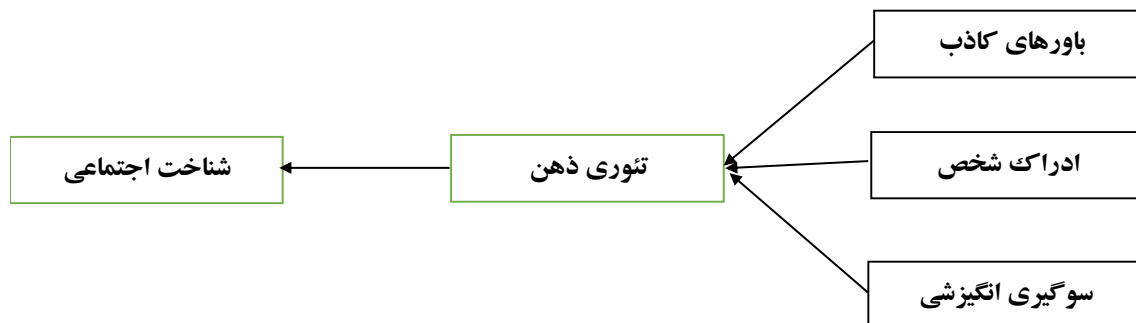 باورهای کاذب
ادراک شخص
تئوری ذهن
شناخت اجتماعی
سوگیری انگیزشی